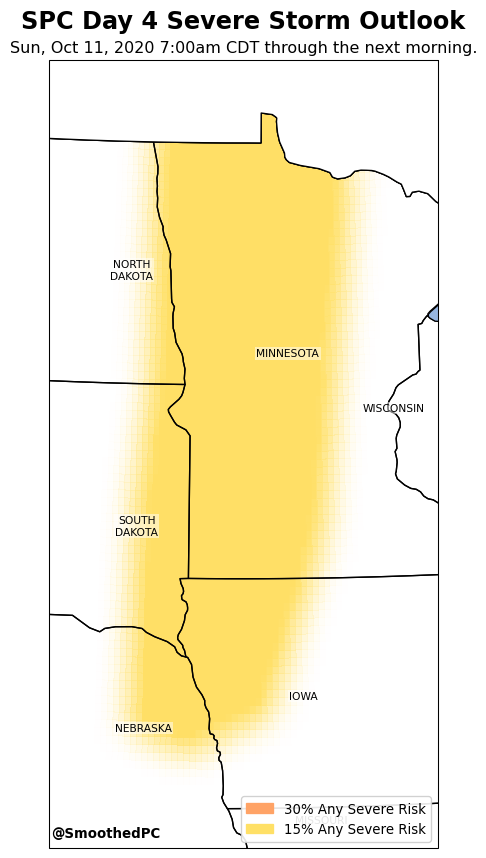 SPC Day 4 Severe Storm Outlook
Sun, Oct 11, 2020 7:00am CDT through the next morning.
NORTH
DAKOTA
MINNESOTA
WISCONSIN
SOUTH
DAKOTA
IOWA
NEBRASKA
30% Any Severe Risk
15% Any Severe Risk
@SmoothedPC